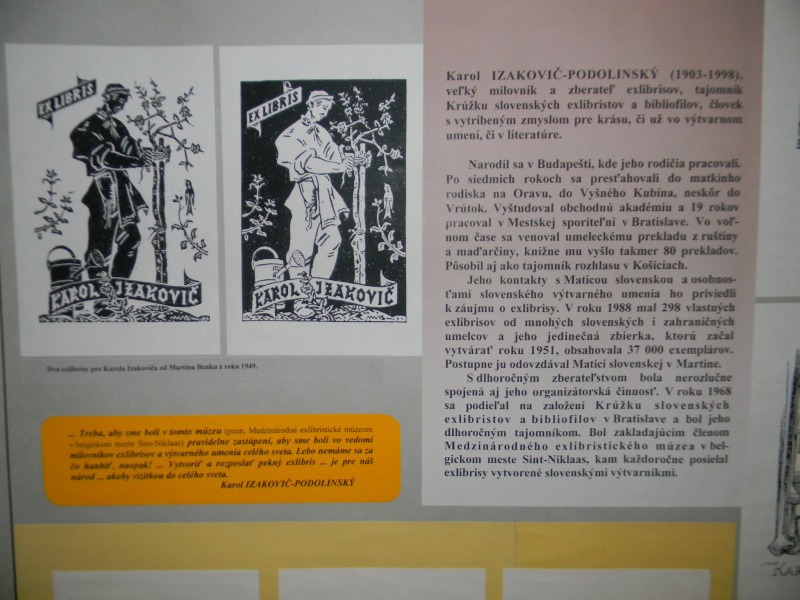 EX LIBRIS
KAROL IZAKOVIČ
EX LIBRIS
KAROL IZAKOVIČ
Dva exlibrisy pre Karola Izakoviča od Martina Benku z roku 1949.
... Treba, aby sme boli v tomto múzeu (pozn. Medzinárodné exlibristické múzeum
v belgickom meste Sint-Niklaas) pravidelne zastúpení, aby sme boli vo vedomí
milovníkov exlibrisov a výtvarného umenia celého sveta. Lebo nemáme sa za
čo hanbiť, naopak! ... Vytvoriť a rozposlať pekný exlibris ... je pre náš
národ ... akoby vizitkou do celého sveta.
Karol IZAKOVIČ-PODOLINSKÝ
Karol IZAKOVIČ-PODOLINSKÝ (1903-1998),
veľký milovník a zberateľ exlibrisov, tajomník
Krúžku slovenských exlibristov a bibliofilov, človek
s vytríbeným zmyslom pre krásu, či už vo výtvarnom
umení, či v literatúre.
Narodil sa v Budapešti, kde jeho rodičia pracovali.
Po siedmich rokoch sa presťahovali do matkinho
rodiska na Oravu, do Vyšného Kubína, neskôr do
Vrútok. Vyštudoval obchodnú akadémiu a 19 rokov
pracoval v Mestskej sporiteľni v Bratislave. Vo voľ-
nom čase sa venoval umeleckému prekladu z ruštiny
a maďarčiny, knižne mu vyšlo takmer 80 prekladov.
Pôsobil aj ako tajomník rozhlasu v Košiciach.
Jeho kontakty s Maticou slovenskou a osobnos-
ťami slovenského výtvarného umenia ho priviedli
k záujmu o exlibrisy. V roku 1988 mal 298 vlastných
exlibrisov od mnohých slovenských i zahraničných
umelcov a jeho jedinečná zbierka, ktorú začal
vytvárať roku 1951, obsahovala 37 000 exemplárov.
Postupne ju odovzdával Matici slovenskej v Martine.
S dlhoročným zberateľstvom bola nerozlučne
spojená aj jeho organizátorská činnosť. V roku 1968
sa podieľal na založení Krúžku slovenských
exlibristov a bibliofilov v Bratislave a bol jeho
dlhoročným tajomníkom. Bol zakladajúcim členom
Medzinárodného exlibristického múzea v bel-
gickom meste Sint-Niklaas, kam každoročne posielal
exlibrisy vytvorené slovenskými výtvarníkmi.